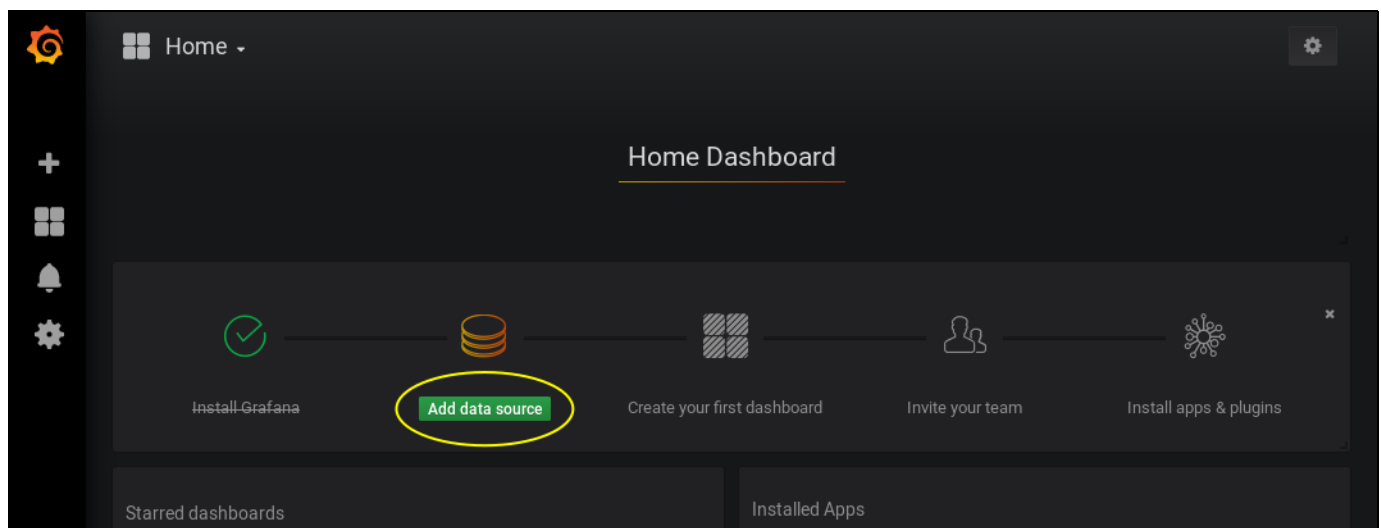 Home
Home Dashboard
Install Grafana
Add data source
Create your first dashboard
Invite your team
Install apps & plugins
Starred dashboards
Installed Apps